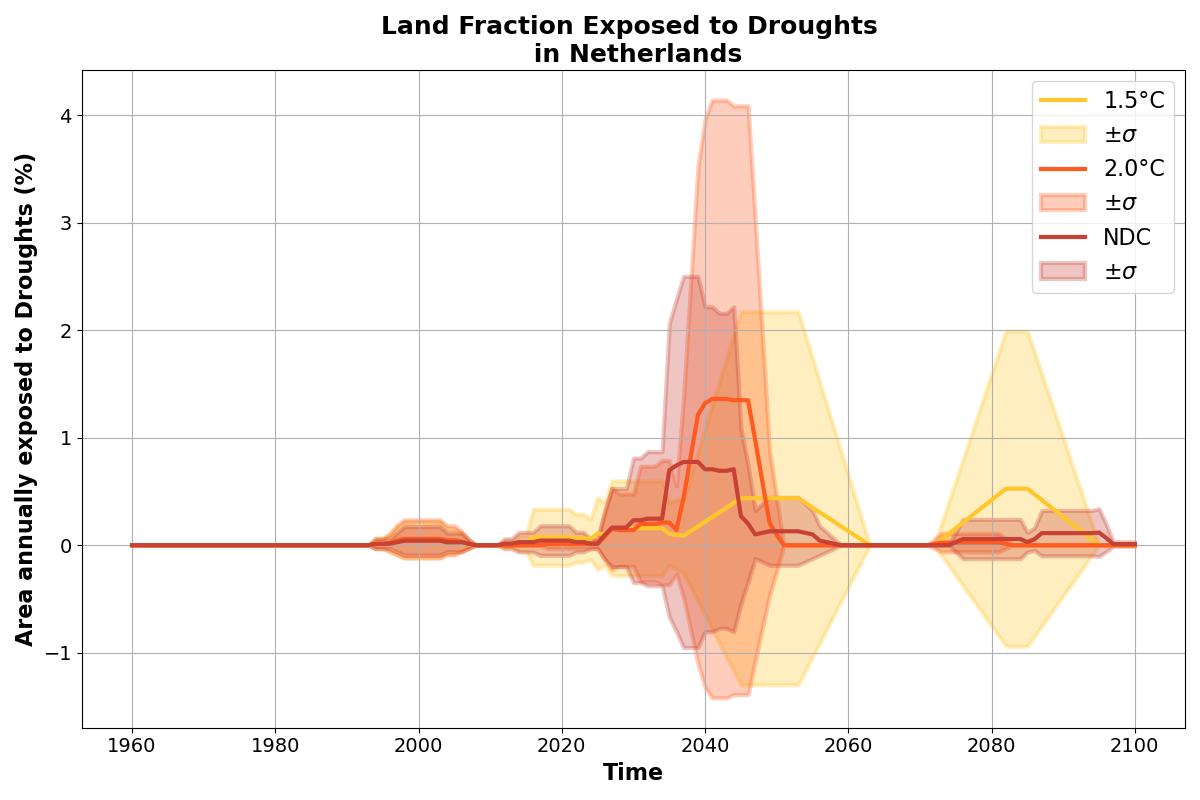 Land Fraction Exposed to Droughts
in Netherlands
Area annually exposed to Droughts (%)
4
3
2
1
0
−1
1960 1980 2000 2020 2040 2060 2080 2100
Time
1.5°C
±σ
2.0°C
±σ
NDC
±σ